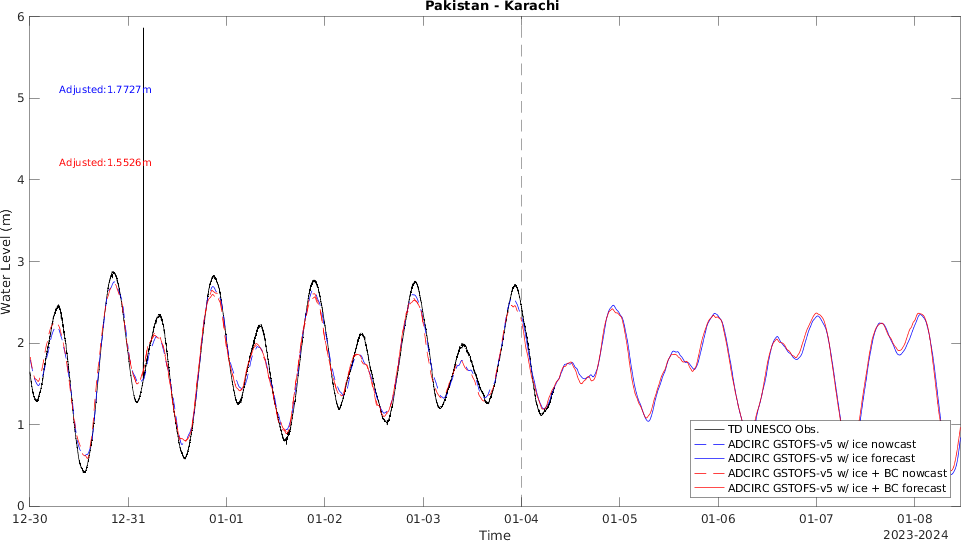 Pakistan - Karachi
6
5
4
3
2
1
0
Water Level (m)
Adjusted:1.7727m
Adjusted:1.5526m
TD UNESCO Obs.
ADCIRC GSTOFS-v5 w/ ice nowcast
ADCIRC GSTOFS-v5 w/ ice forecast
ADCIRC GSTOFS-v5 w/ ice + BC nowcast
ADCIRC GSTOFS-v5 w/ ice + BC forecast
12-30 12-31 01-01 01-02 01-03 01-04 01-05 01-06 01-07 01-08
Time
2023-2024